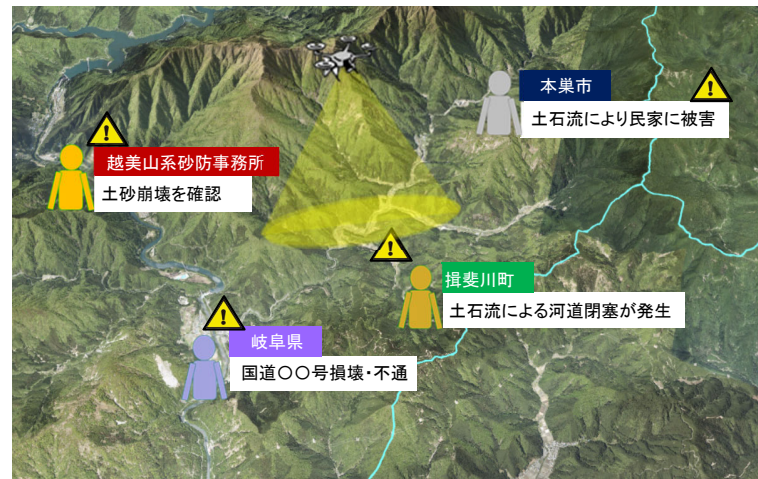 本巣市
土石流により民家に被害
越美山系砂防事務所
土砂崩壊を確認
揖斐川町
土石流による河道閉塞が発生
岐阜県
国道〇〇号損壊・不通